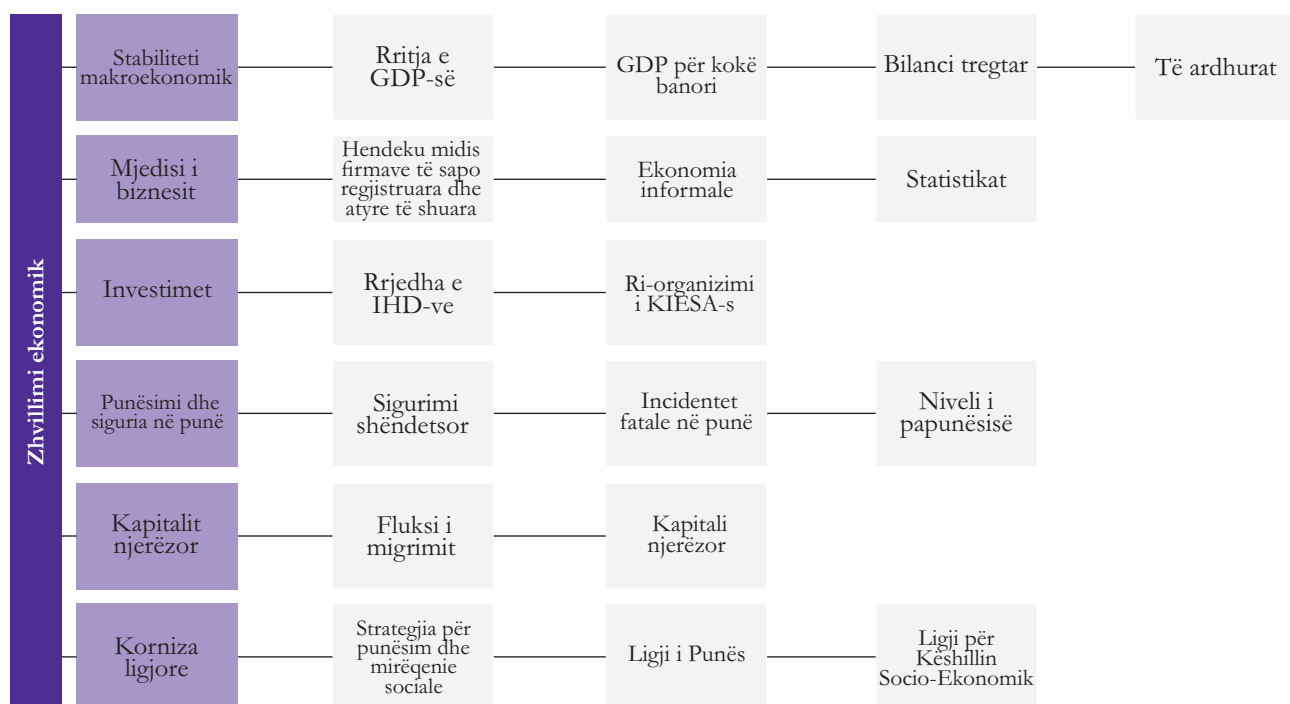 Zhvillimi ekonomik
Stabiliteti
makroekonomik
Rritja e
GDP-së
GDP për kokë
banori
Bilanci tregtar
Të ardhurat
Mjedisi i
biznesit
Hendeku midis
firmave të sapo
regjistruara dhe
atyre të shuara
Ekonomia
informale
Statistikat
Investimet
Rrjedha e
IHD-ve
Ri-organizimi
i KIESA-s
Punësimi dhe
siguria në punë
Sigurimi
shëndetsor
Incidentet
fatale në punë
Niveli i
papunësisë
Kapitalit
njerëzor
Fluksi i
migrimit
Kapitali
njerëzor
Korniza
ligjore
Strategjia për
punësim dhe
mirëqenie
sociale
Ligji i Punës
Ligji për
Këshillin
Socio-Ekonomik